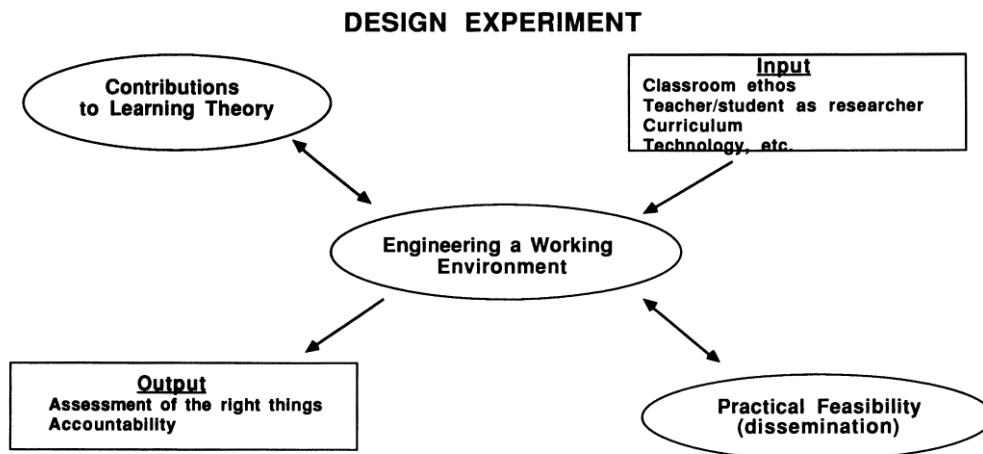 DESIGN EXPERIMENT
Contributions
to Learning Theory
Input
Classroom ethos
Teacher/student as researcher
Curriculum
Technology, etc.
Engineering a Working
Environment
Output
Assessment of the right things
Accountability
Practical Feasibility
(dissemination)